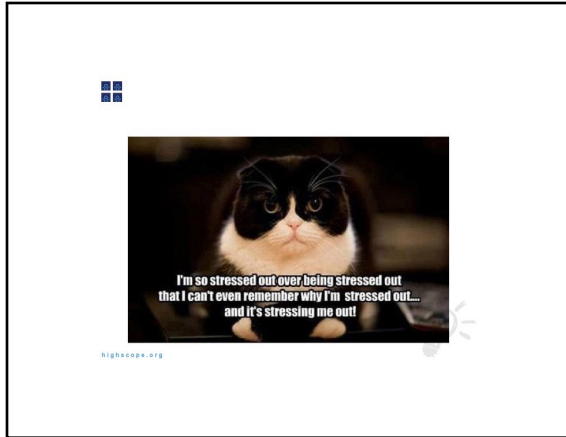 I'm so stressed out over being stressed out
that I can't even remember why I'm stressed out....
and it's stressing me out!
highscope.org